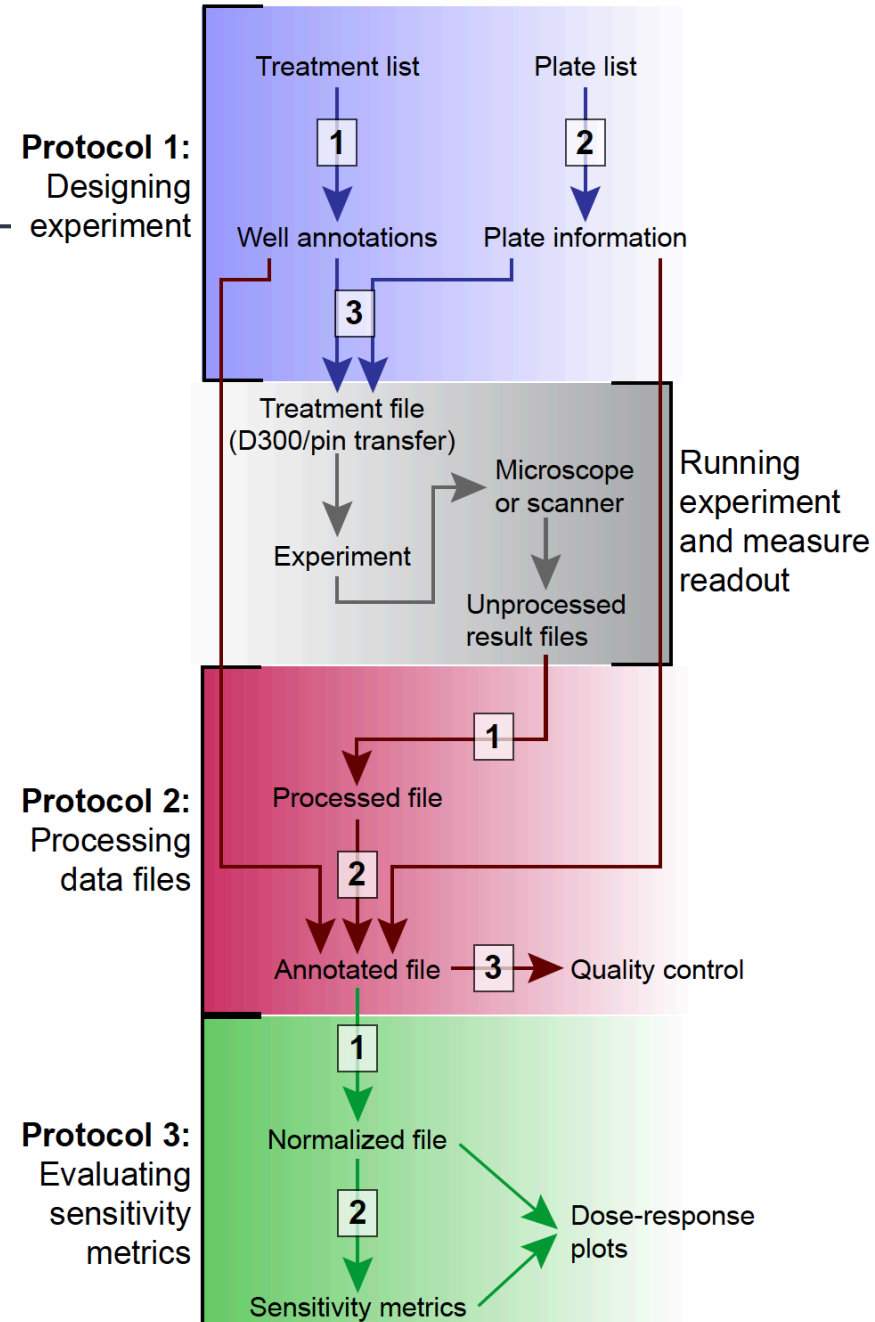 Treatment list
Plate list
1
2
Protocol 1:
Designing
experiment
Well annotations
Plate information
3
Treatment file
(D300/pin transfer)
Microscope
or scanner
Running
experiment
and measure
readout
Experiment
Unprocessed
result files
1
Protocol 2:
Processing
data files
Processed file
2
Annotated file
3
Quality control
1
Protocol 3:
Evaluating
sensitivity
metrics
Normalized file
2
Dose-response
plots
Sensitivity metrics